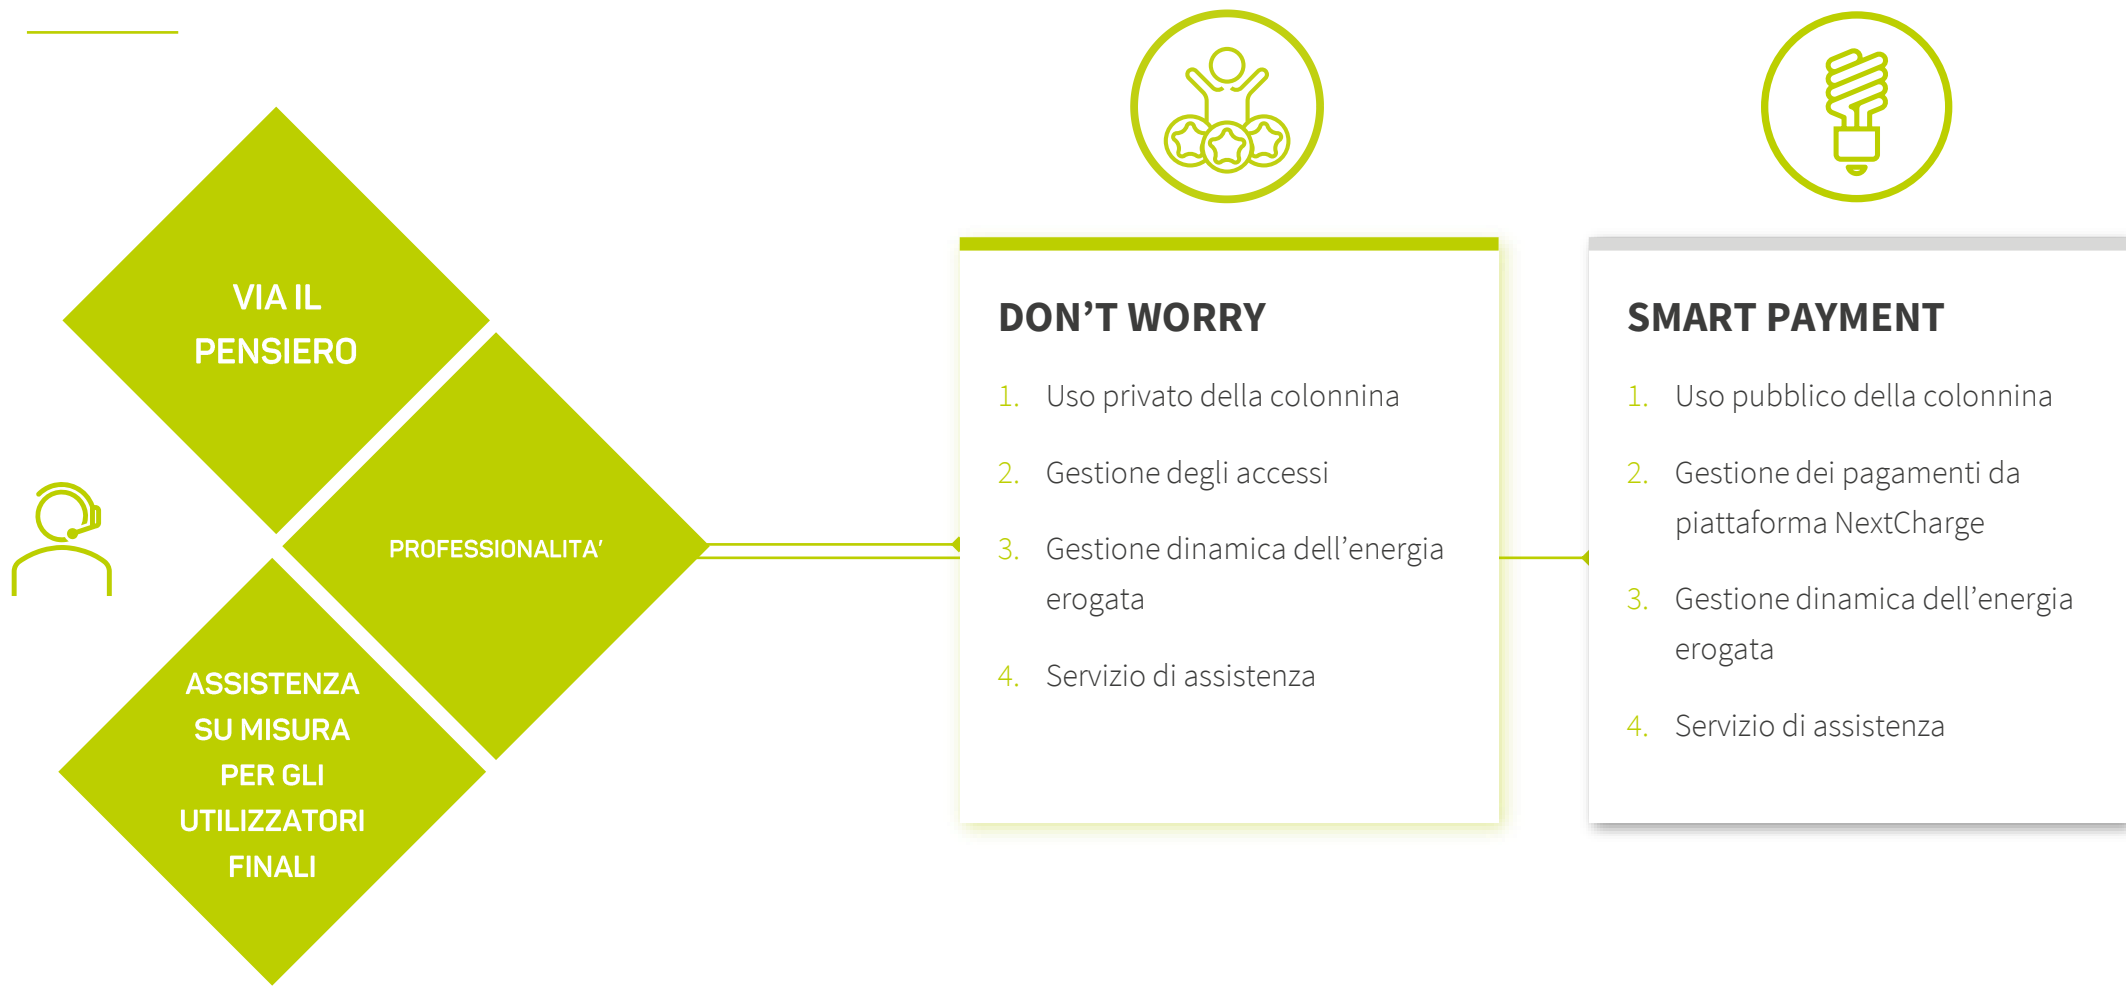 VIA IL
PENSIERO
PROFESSIONALITA'
ASSISTENZA
SU MISURA
PER GLI
UTILIZZATORI
FINALI
DON’T WORRY
1. Uso privato della colonnina
2. Gestione degli accessi
3. Gestione dinamica dell’energia
erogata
4. Servizio di assistenza
SMART PAYMENT
1. Uso pubblico della colonnina
2. Gestione dei pagamenti da
piattaforma NextCharge
3. Gestione dinamica dell’energia
erogata
4. Servizio di assistenza